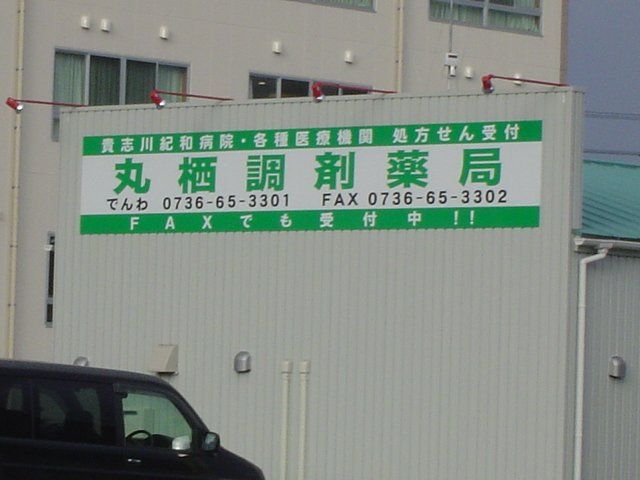 貴志川紀和病院・各種医療機関 処方せん受付
丸栖調剤薬局
でんわ 0736-65-3301 FAX 0736-65-3302
FAXでも受付中!!